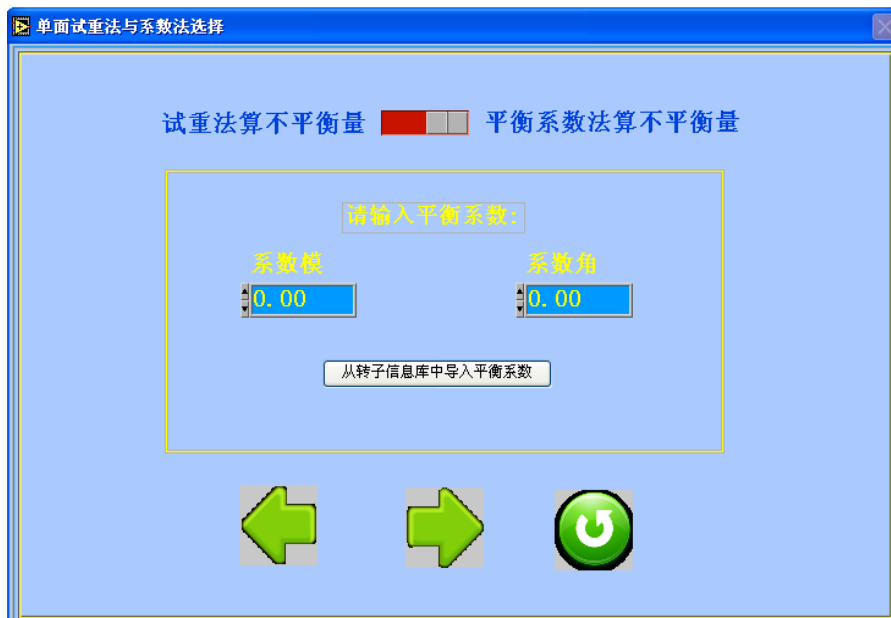 单面试重法与系数法选择
试重法算不平衡量 平衡系数法算不平衡量
请输入平衡系数:
系数模 系数角
0.00 0.00
从转子信息库中导入平衡系数